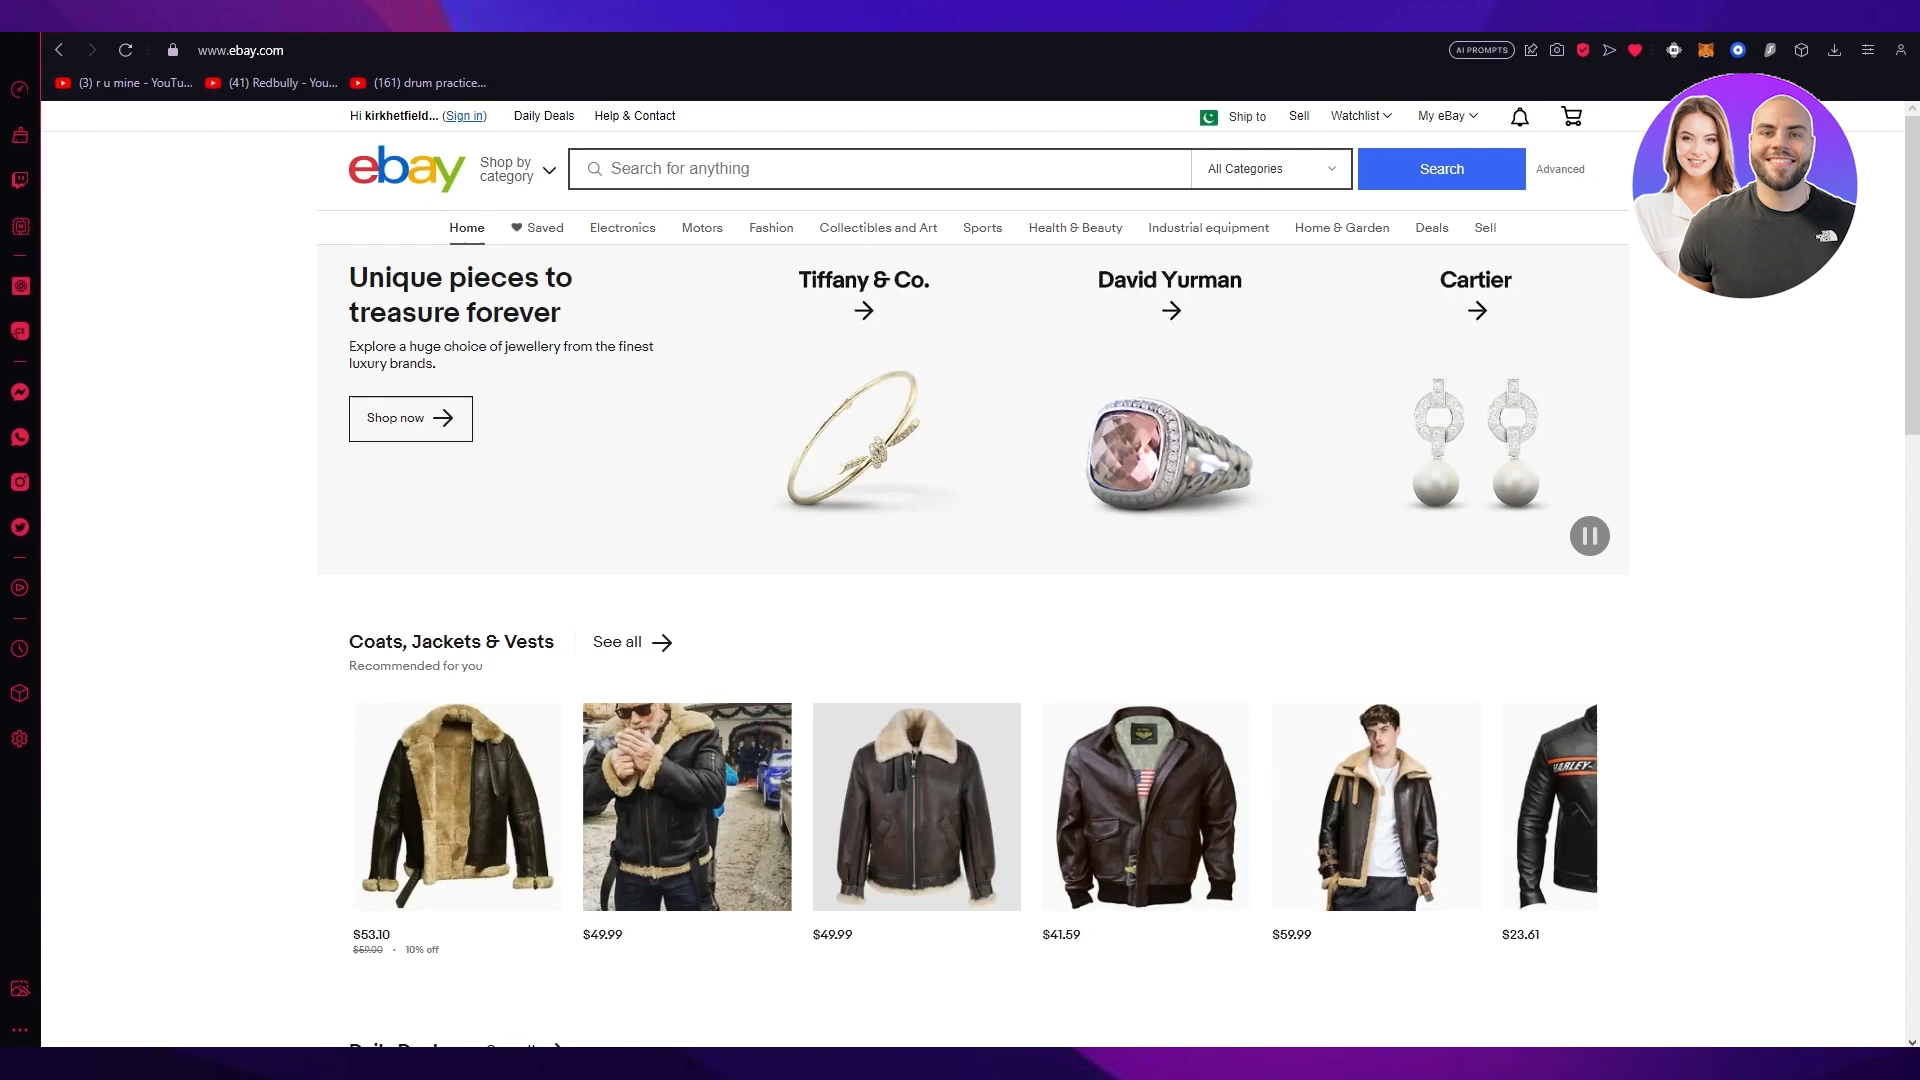 www.ebay.com
AI PROMPTS
(3) r u mine - YouTu...
(41) Redbully - You...
(161) drum practice...
Hi kirkhetfield... (Sign in)
Daily Deals
Help & Contact
Ship to
Sell
Watchlist
My eBay
ebay
Shop by
category
Search for anything
All Categories
Search
Advanced
Home
Saved
Electronics
Motors
Fashion
Collectibles and Art
Sports
Health & Beauty
Industrial equipment
Home & Garden
Deals
Sell
Unique pieces to
treasure forever
Explore a huge choice of jewellery from the finest
luxury brands.
Shop now
Tiffany & Co.
David Yurman
Cartier
Coats, Jackets & Vests
See all
Recommended for you
HARLEY-
$53.10
$59.00 · 10% off
$49.99
$49.99
$41.59
$59.99
$23.61